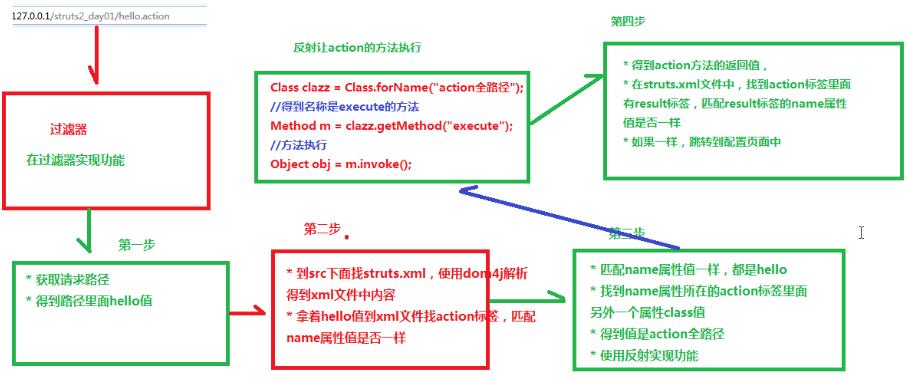 127.0.0.1/struts2_day01/hello.action
过滤器
在过滤器实现功能
第一步
* 获取请求路径
* 得到路径里面hello值
第二步
* 到src下面找struts.xml，使用dom4j解析
得到xml文件中内容
* 拿着hello值到xml文件找action标签，匹配
name属性值是否一样
第三步
* 匹配name属性值一样，都是hello
* 找到name属性所在的action标签里面
另外一个属性class值
* 得到值是action全路径
* 使用反射实现功能
反射让action的方法执行
Class clazz = Class.forName("action全路径");
//得到名称是execute的方法
Method m = clazz.getMethod("execute");
//方法执行
Object obj = m.invoke();
第四步
* 得到action方法的返回值，
* 在struts.xml文件中，找到action标签里面
有result标签，匹配result标签的name属性
值是否一样
* 如果一样，跳转到配置页面中